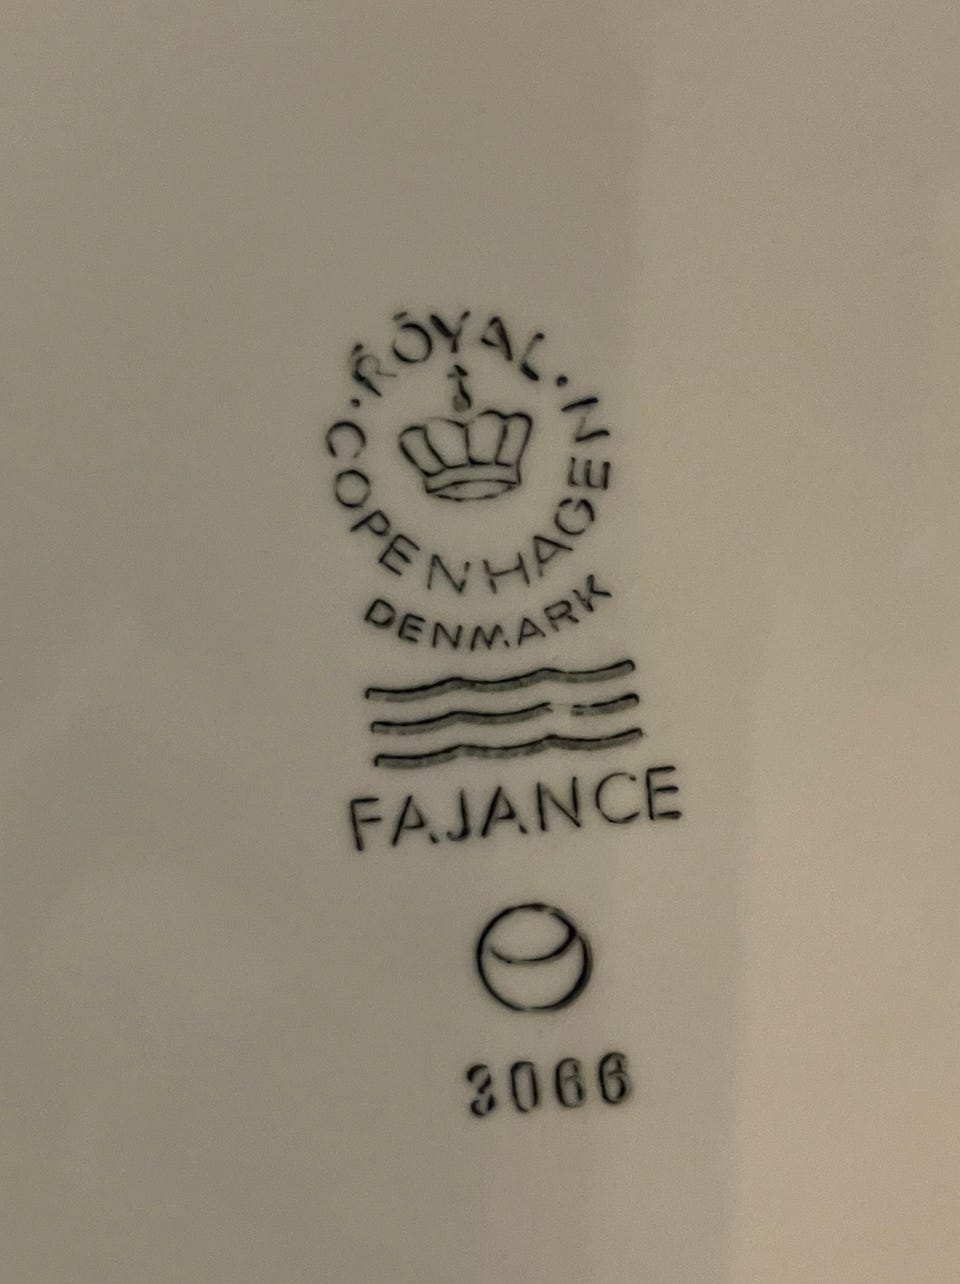 ROYAL · COPENHAGEN ·
DENMARK
FAJANCE
3066